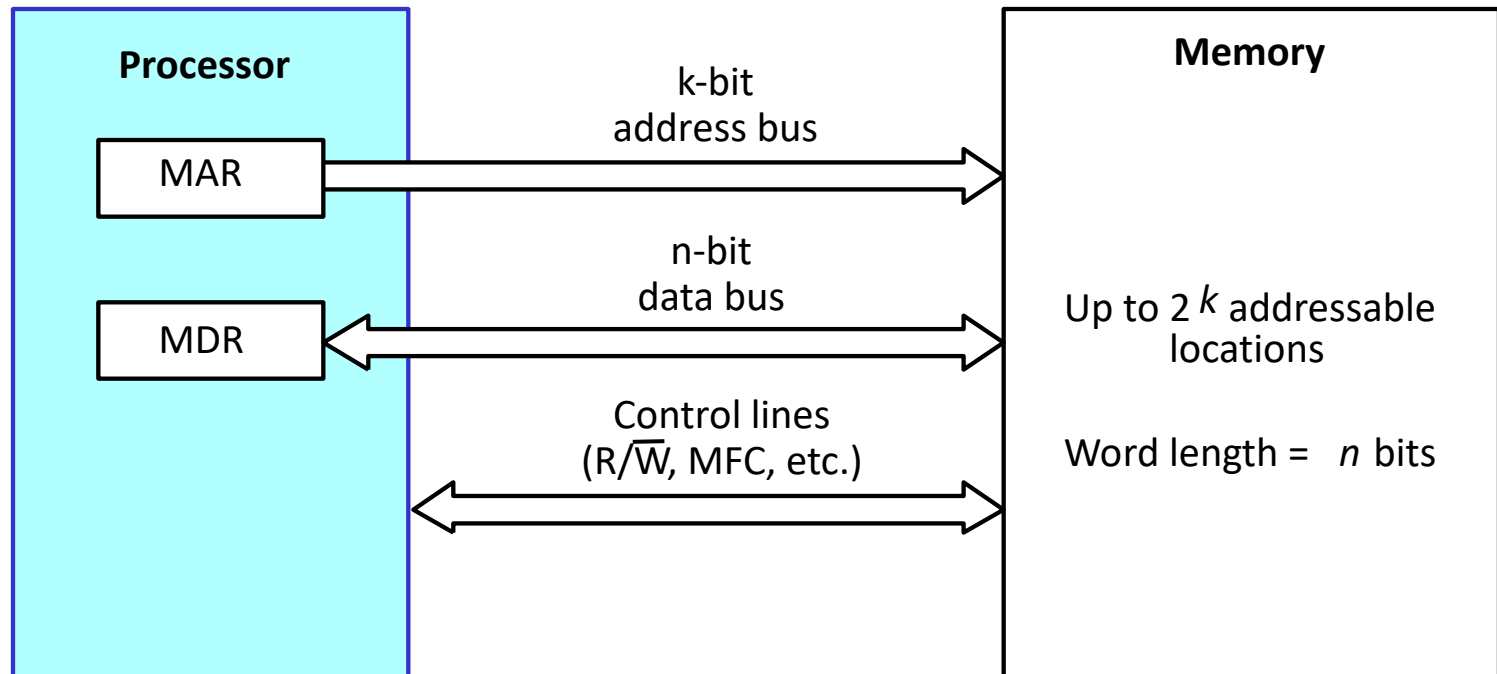 Processor
MAR
MDR
k-bit
address bus
n-bit
data bus
Control lines
(R/W̅, MFC, etc.)
Memory
Up to 2ᵏ addressable
locations
Word length = n bits